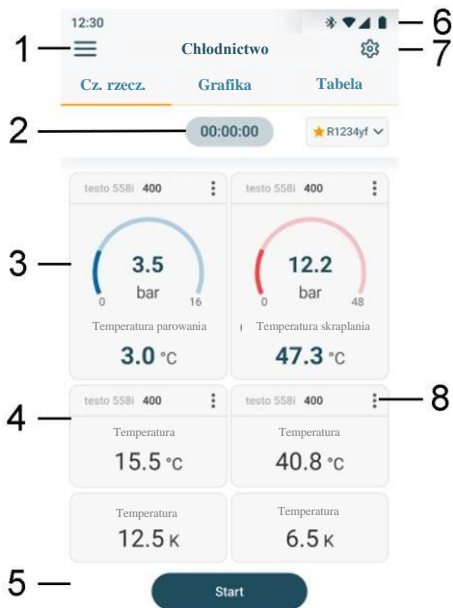 12:30
6
1
Chłodnictwo
7
Cz. rzecz. Grafika Tabela
2
00:00:00
R1234yf
testo 558i 400
testo 558i 400
3
3.5
bar
0 16
Temperatura parowania
3.0 °C
12.2
bar
0 48
Temperatura skraplania
47.3 °C
4
testo 558i 400
Temperatura
15.5 °C
testo 558i 400
8
Temperatura
40.8 °C
Temperatura
12.5 K
Temperatura
6.5 K
5
Start